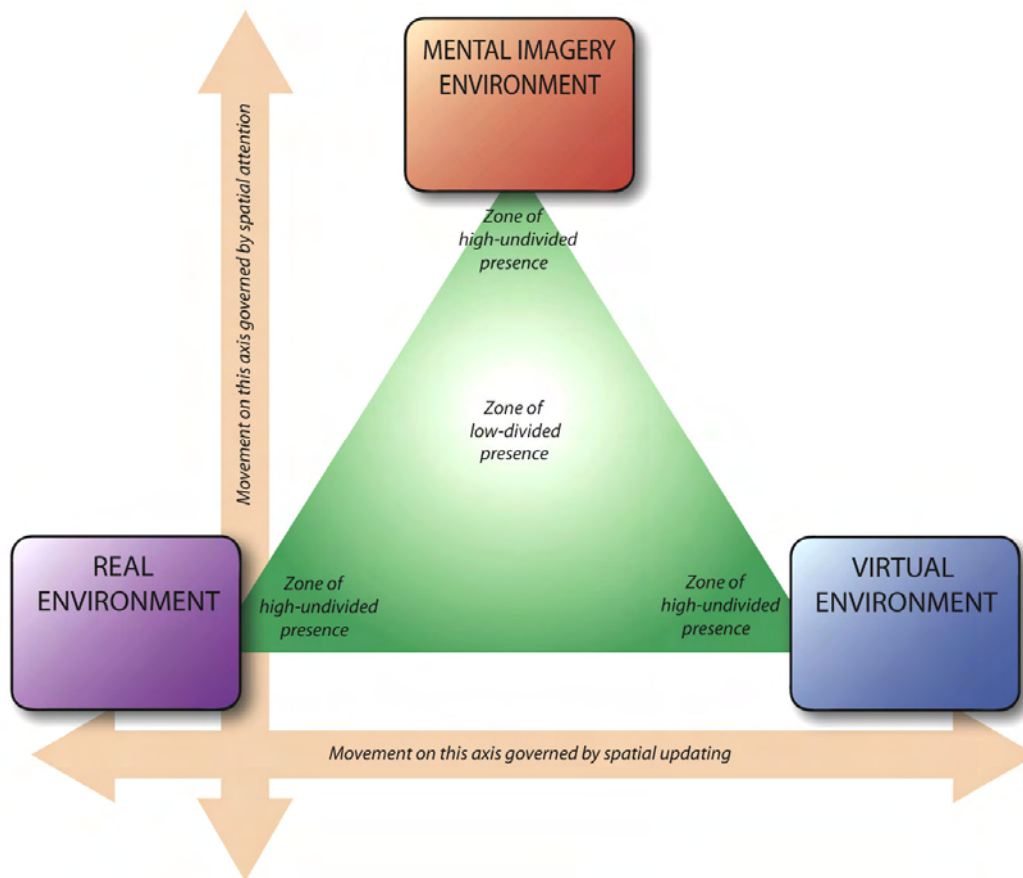 MENTAL IMAGERY
ENVIRONMENT
Movement on this axis governed by spatial attention
Zone of
high-undivided
presence
Zone of
low-divided
presence
REAL
ENVIRONMENT
Zone of
high-undivided
presence
Zone of
high-undivided
presence
VIRTUAL
ENVIRONMENT
Movement on this axis governed by spatial updating